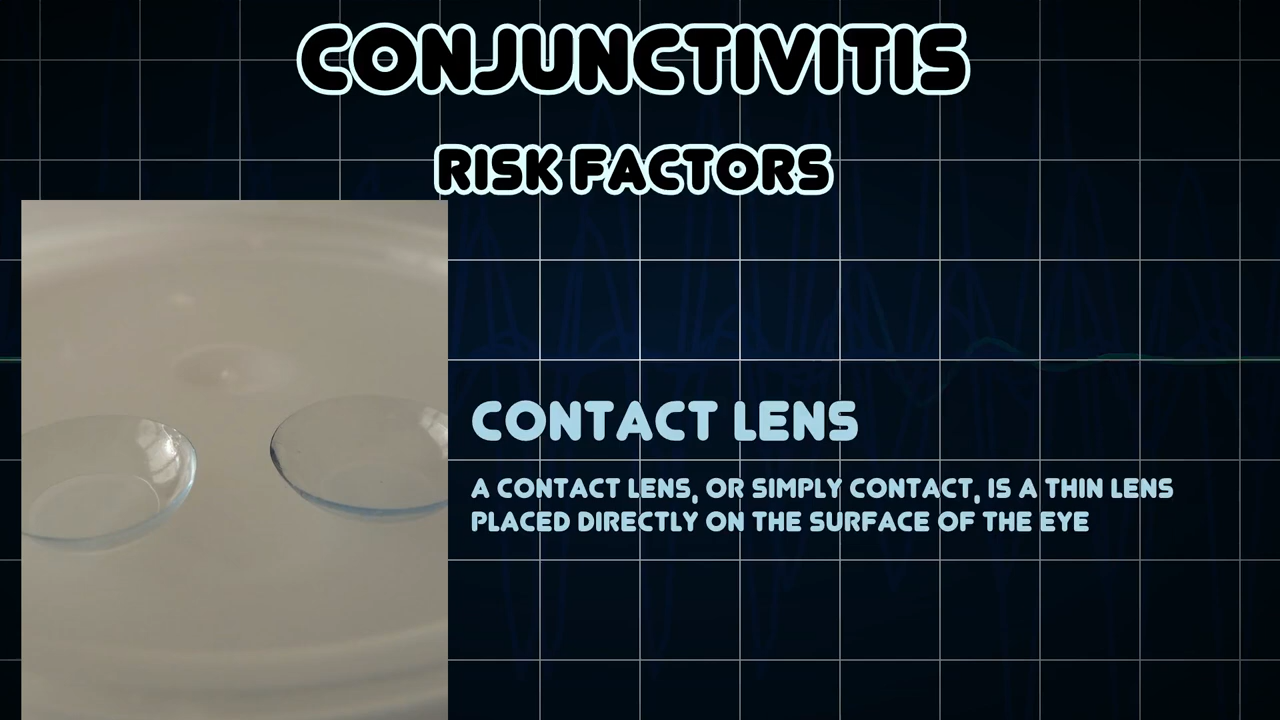 CONJUNCTIVITIS
RISK FACTORS
CONTACT LENS
A CONTACT LENS, OR SIMPLY CONTACT, IS A THIN LENS
PLACED DIRECTLY ON THE SURFACE OF THE EYE